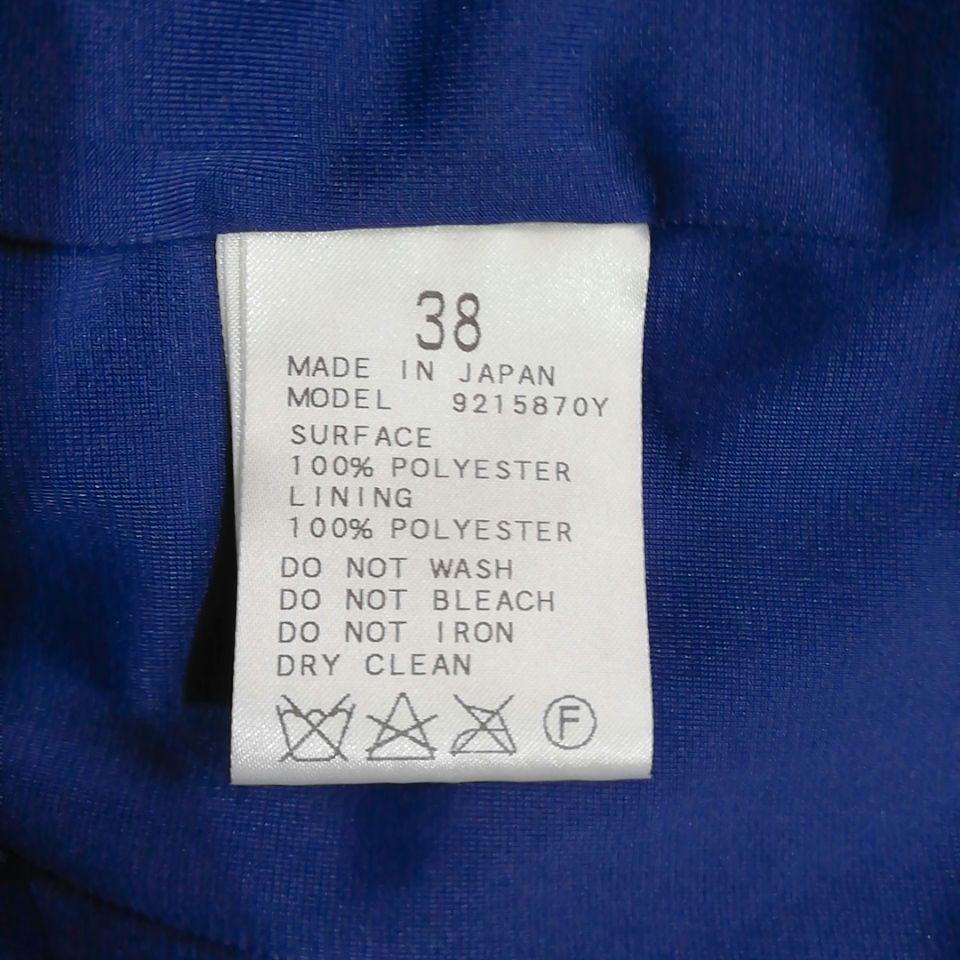 38
MADE IN JAPAN
MODEL 9215870Y
SURFACE
100% POLYESTER
LINING
100% POLYESTER
DO NOT WASH
DO NOT BLEACH
DO NOT IRON
DRY CLEAN
F